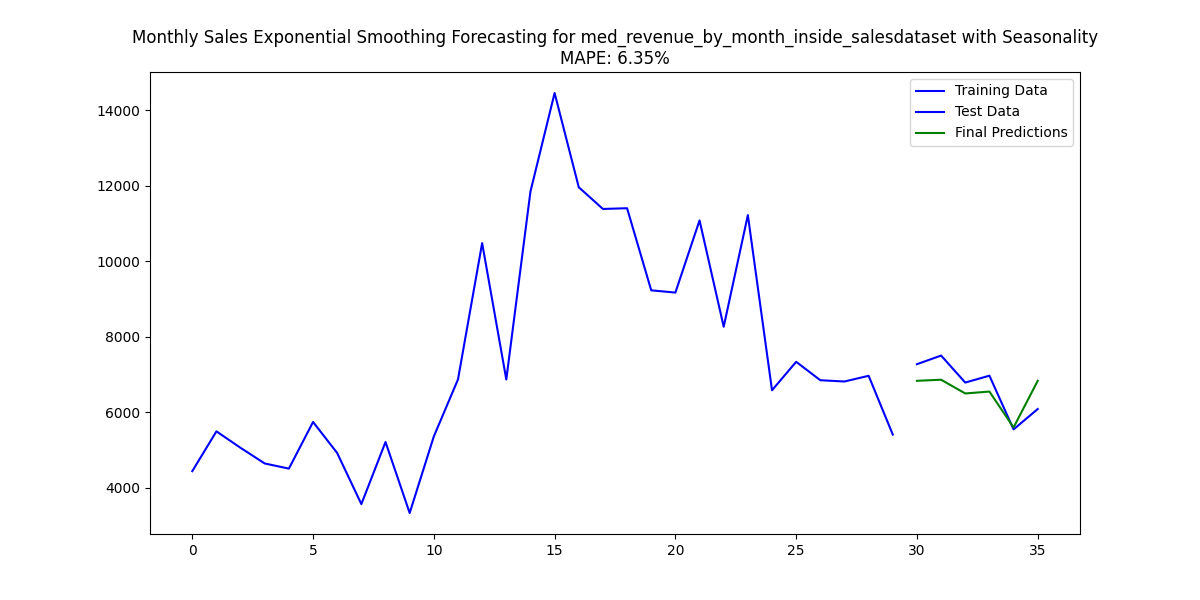 Monthly Sales Exponential Smoothing Forecasting for med_revenue_by_month_inside_salesdataset with Seasonality
MAPE: 6.35%
Training Data
Test Data
Final Predictions
14000
12000
10000
8000
6000
4000
0 5 10 15 20 25 30 35